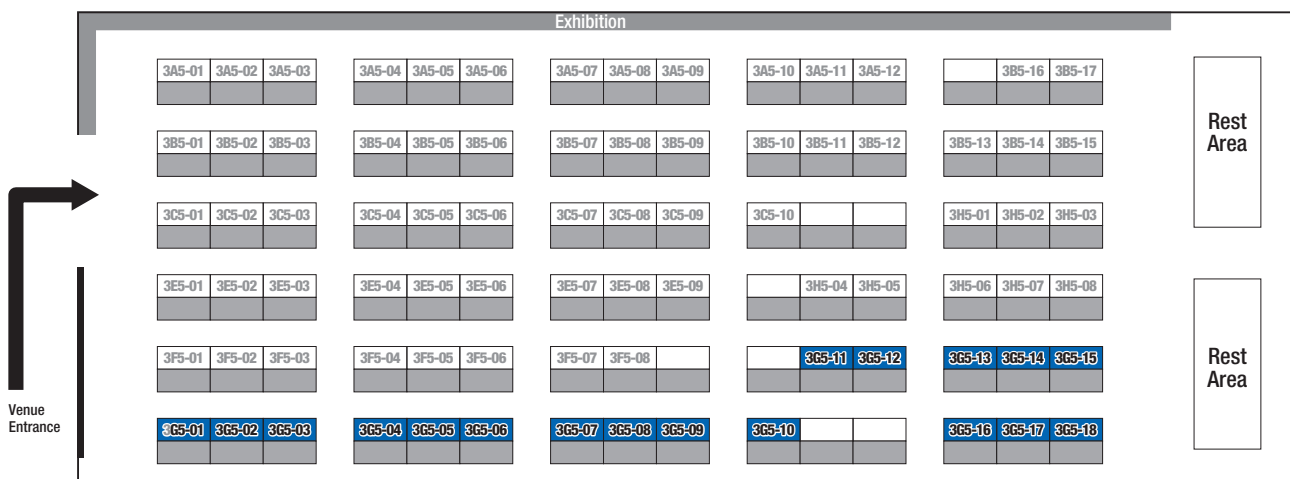 Exhibition
3A5-01 3A5-02 3A5-03 3A5-04 3A5-05 3A5-06 3A5-07 3A5-08 3A5-09 3A5-10 3A5-11 3A5-12 3B5-16 3B5-17
Rest
Area
3B5-01 3B5-02 3B5-03 3B5-04 3B5-05 3B5-06 3B5-07 3B5-08 3B5-09 3B5-10 3B5-11 3B5-12 3B5-13 3B5-14 3B5-15
3C5-01 3C5-02 3C5-03 3C5-04 3C5-05 3C5-06 3C5-07 3C5-08 3C5-09 3C5-10 3H5-01 3H5-02 3H5-03
3E5-01 3E5-02 3E5-03 3E5-04 3E5-05 3E5-06 3E5-07 3E5-08 3E5-09 3H5-04 3H5-05 3H5-06 3H5-07 3H5-08
3F5-01 3F5-02 3F5-03 3F5-04 3F5-05 3F5-06 3F5-07 3F5-08 3G5-11 3G5-12 3G5-13 3G5-14 3G5-15
Rest
Area
Venue
Entrance
3G5-01 3G5-02 3G5-03 3G5-04 3G5-05 3G5-06 3G5-07 3G5-08 3G5-09 3G5-10 3G5-16 3G5-17 3G5-18